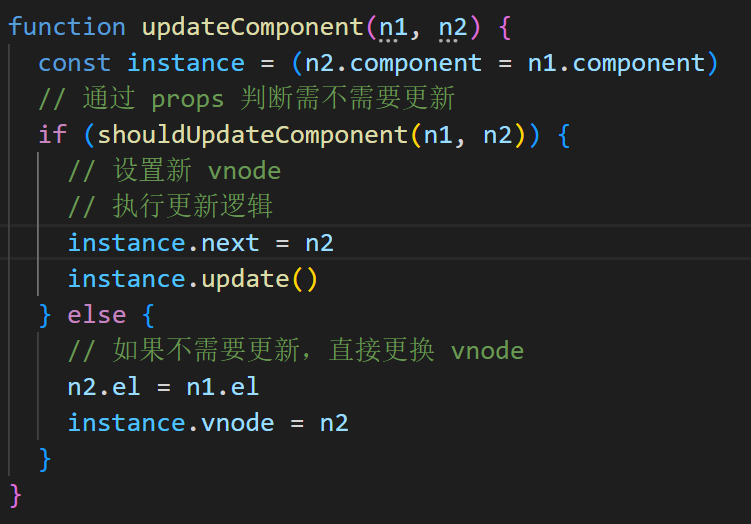 function updateComponent(n1, n2) {
  const instance = (n2.component = n1.component)
  // 通过 props 判断需不需要更新
  if (shouldUpdateComponent(n1, n2)) {
    // 设置新 vnode
    // 执行更新逻辑
    instance.next = n2
    instance.update()
  } else {
    // 如果不需要更新，直接更换 vnode
    n2.el = n1.el
    instance.vnode = n2
  }
}